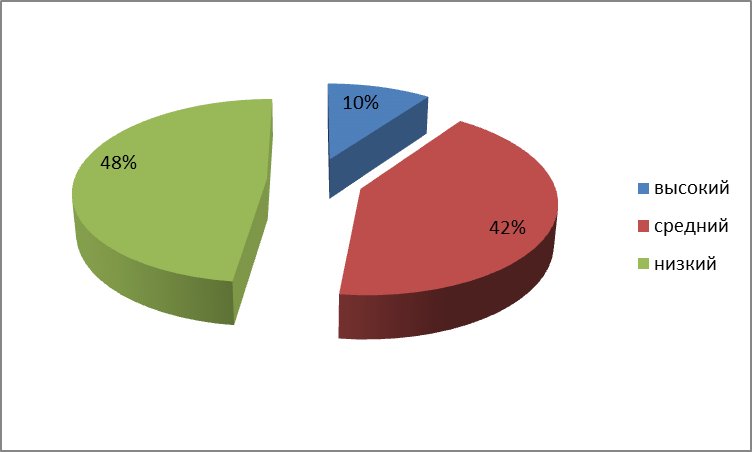 10%
48%
42%
высокий
средний
низкий